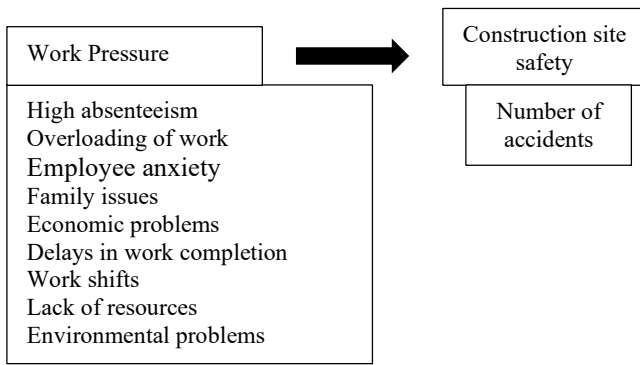 Work Pressure
High absenteeism
Overloading of work
Employee anxiety
Family issues
Economic problems
Delays in work completion
Work shifts
Lack of resources
Environmental problems
Construction site
safety
Number of
accidents